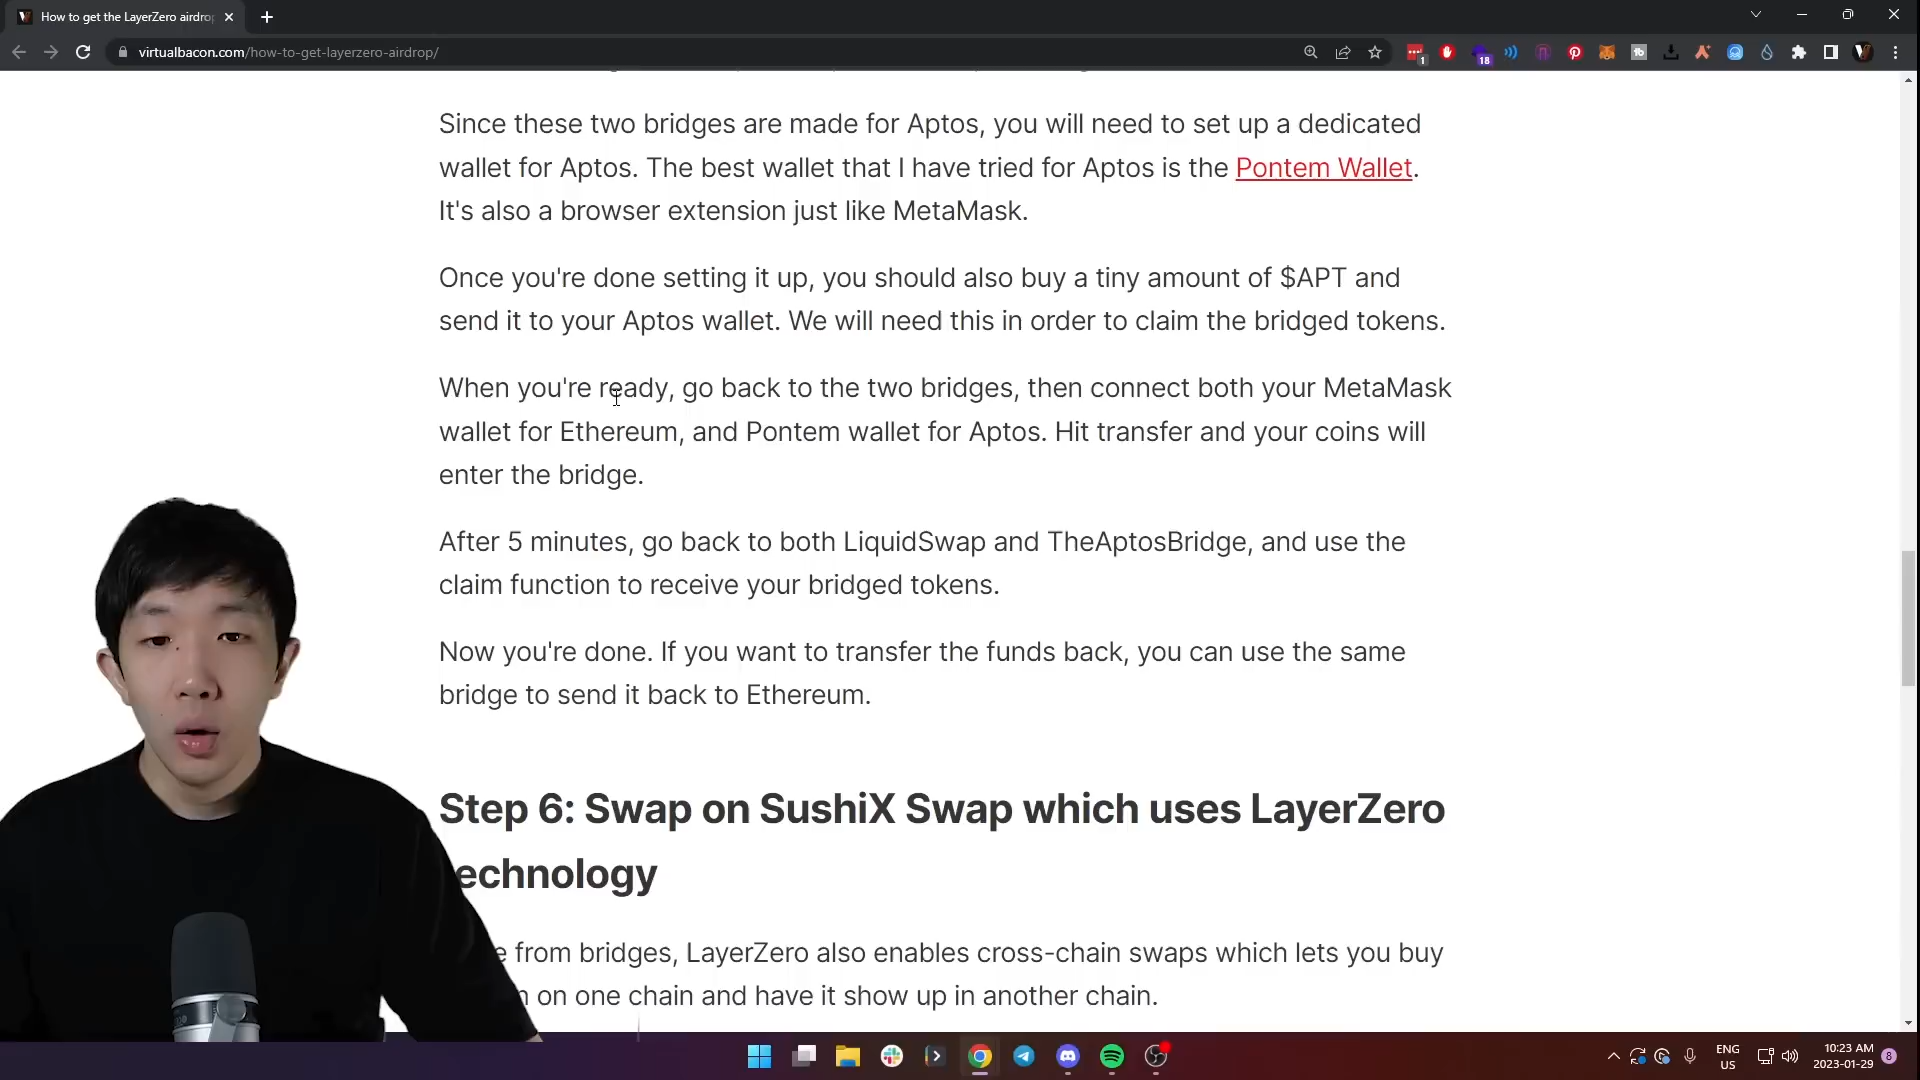 How to get the LayerZero airdrop
virtualbacon.com/how-to-get-layerzero-airdrop/
1
18
Since these two bridges are made for Aptos, you will need to set up a dedicated
wallet for Aptos. The best wallet that I have tried for Aptos is the Pontem Wallet.
It's also a browser extension just like MetaMask.
Once you're done setting it up, you should also buy a tiny amount of $APT and
send it to your Aptos wallet. We will need this in order to claim the bridged tokens.
When you're ready, go back to the two bridges, then connect both your MetaMask
wallet for Ethereum, and Pontem wallet for Aptos. Hit transfer and your coins will
enter the bridge.
After 5 minutes, go back to both LiquidSwap and TheAptosBridge, and use the
claim function to receive your bridged tokens.
Now you're done. If you want to transfer the funds back, you can use the same
bridge to send it back to Ethereum.
Step 6: Swap on SushiX Swap which uses LayerZero
echnology
e from bridges, LayerZero also enables cross-chain swaps which lets you buy
on one chain and have it show up in another chain.
ENG
US
10:23 AM
2023-01-29
8